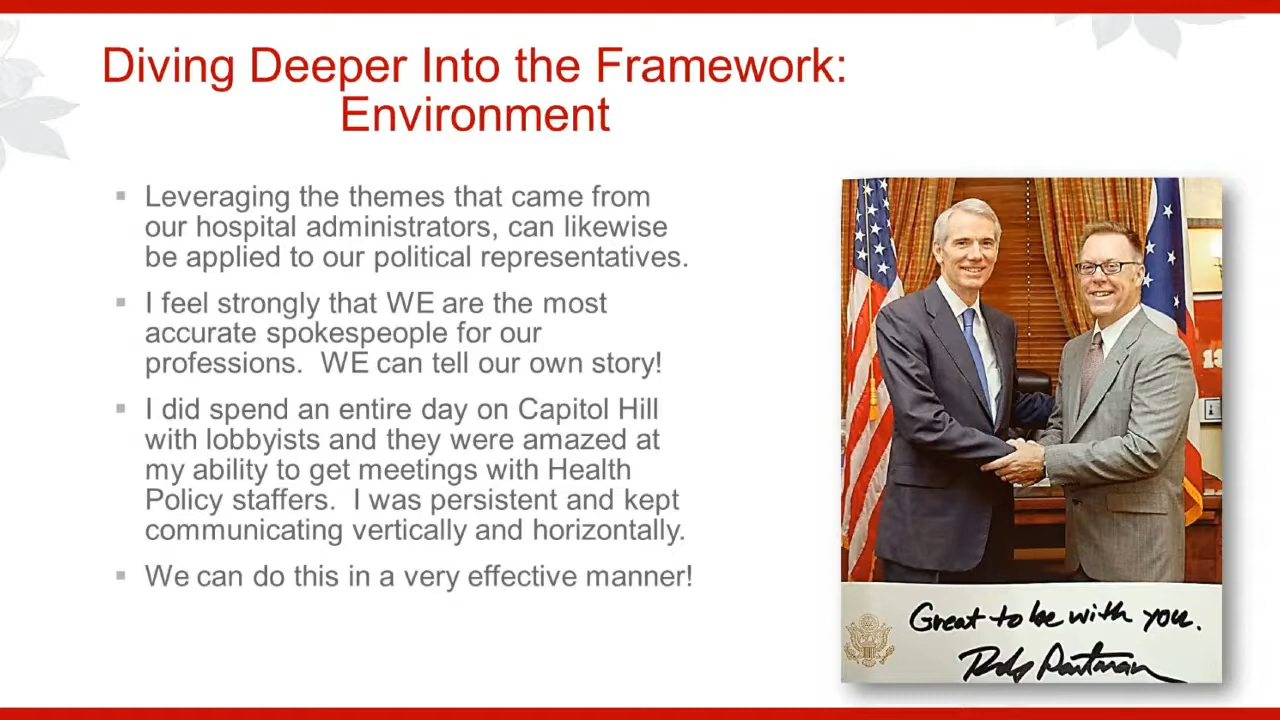 Diving Deeper Into the Framework:
Environment
Leveraging the themes that came from
our hospital administrators, can likewise
be applied to our political representatives.
I feel strongly that WE are the most
accurate spokespeople for our
professions.  WE can tell our own story!
I did spend an entire day on Capitol Hill
with lobbyists and they were amazed at
my ability to get meetings with Health
Policy staffers.  I was persistent and kept
communicating vertically and horizontally.
We can do this in a very effective manner!
Great to be with you.
Rob Portman